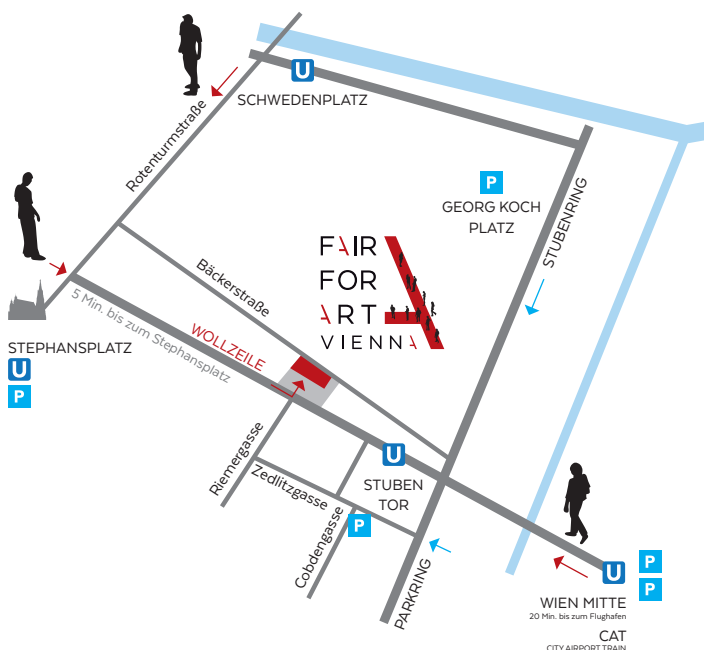 U
SCHWEDENPLATZ
Rotenturmstraße
P
GEORG KOCH
PLATZ
STUBENRING
FAIR
FOR
ART
VIENNA
Bäckerstraße
5 Min. bis zum Stephansplatz
WOLLZEILE
STEPHANSPLATZ
U
P
Riemergasse
Zedlitzgasse
U
STUBEN
TOR
P
Cobdengasse
PARKRING
U
P
P
WIEN MITTE
20 Min. bis zum Flughafen
CAT
CITY AIRPORT TRAIN